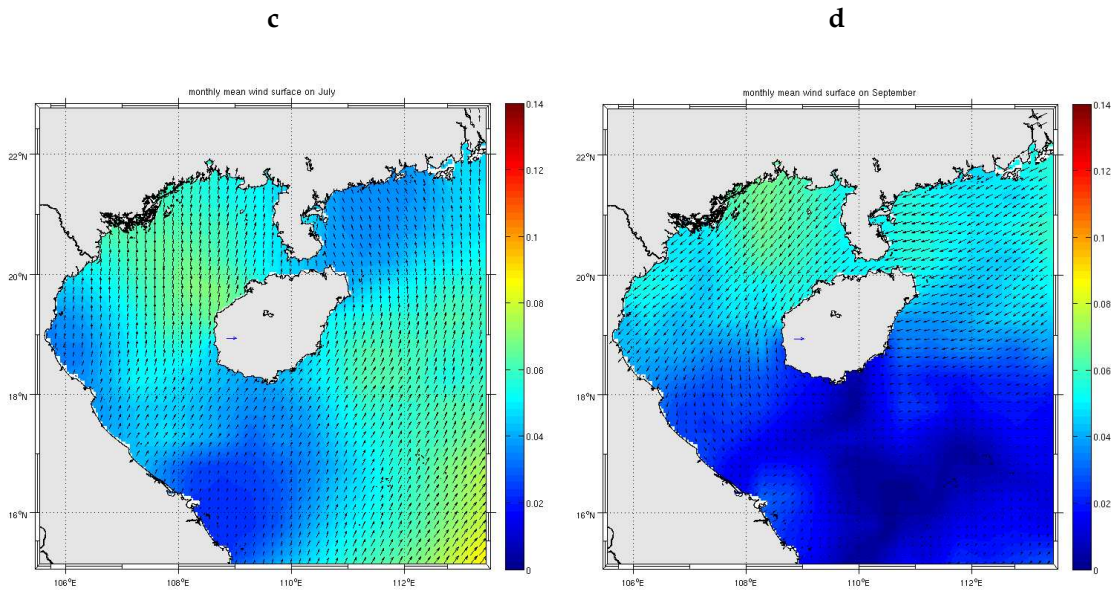 c
d
monthly mean wind surface on July
monthly mean wind surface on September
22°N
20°N
18°N
16°N
106°E
108°E
110°E
112°E
0.14
0.12
0.1
0.08
0.06
0.04
0.02
0
22°N
20°N
18°N
16°N
106°E
108°E
110°E
112°E
0.14
0.12
0.1
0.08
0.06
0.04
0.02
0